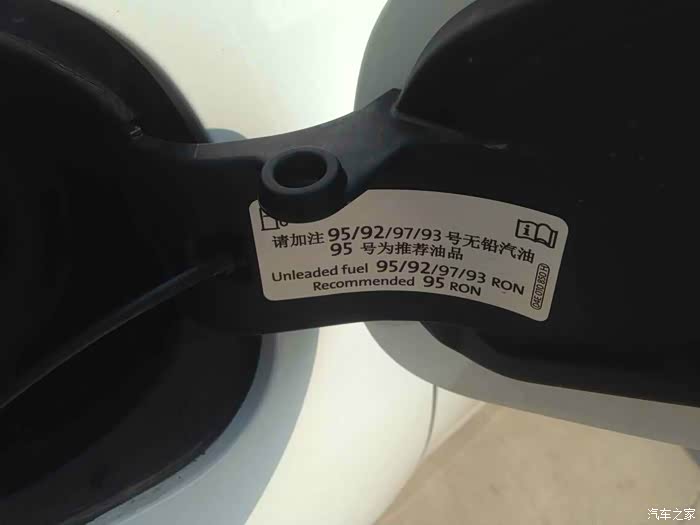 请加注 95/92/97/93 号无铅汽油
95 号为推荐油品
Unleaded fuel 95/92/97/93 RON
Recommended 95 RON
汽车之家